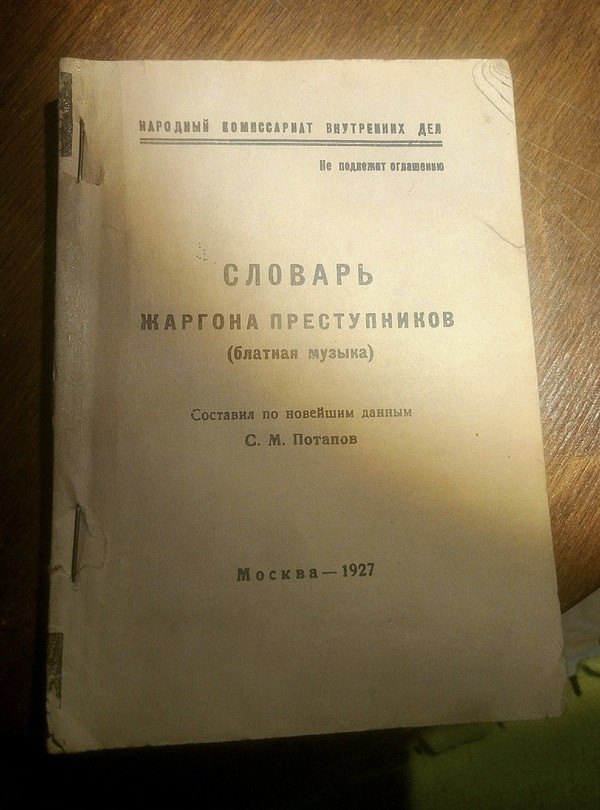 НАРОДНЫЙ КОМИССАРИАТ ВНУТРЕННИХ ДЕЛ
Не подлежит оглашению
СЛОВАРЬ
ЖАРГОНА ПРЕСТУПНИКОВ
(блатная музыка)
Составил по новейшим данным
С. М. Потапов
Москва — 1927